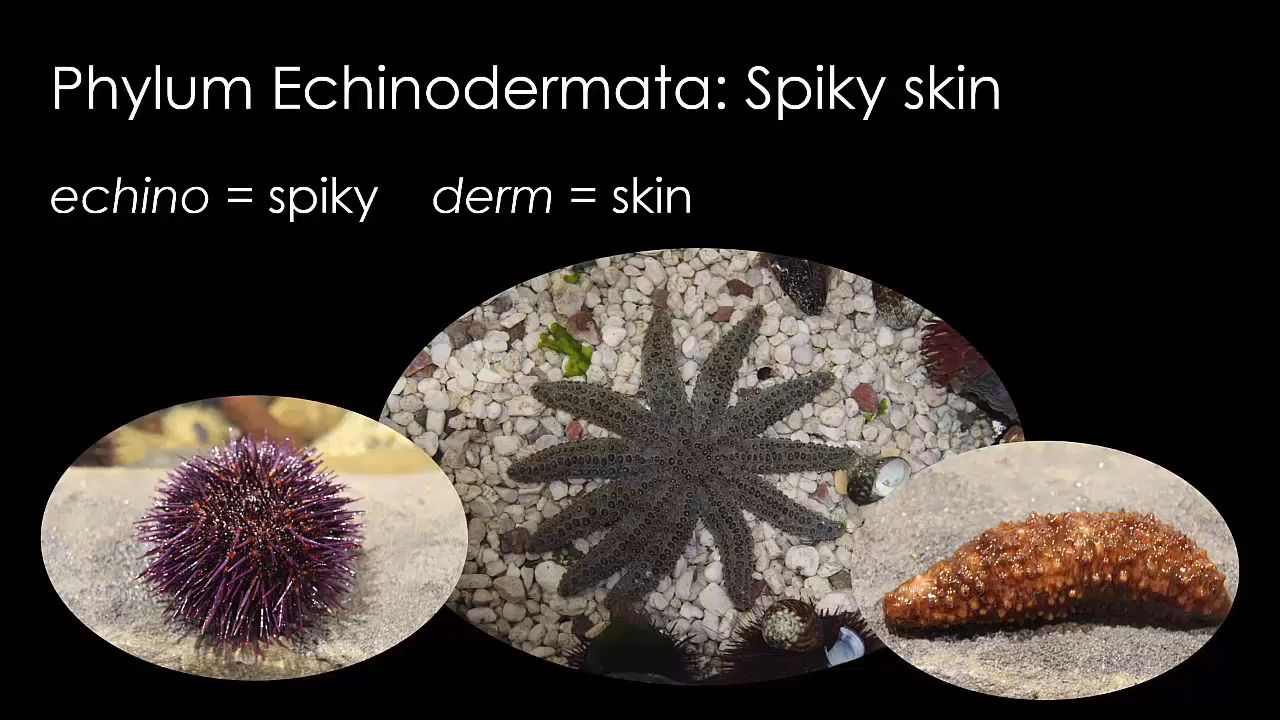 Phylum Echinodermata: Spiky skin
echino = spiky derm = skin